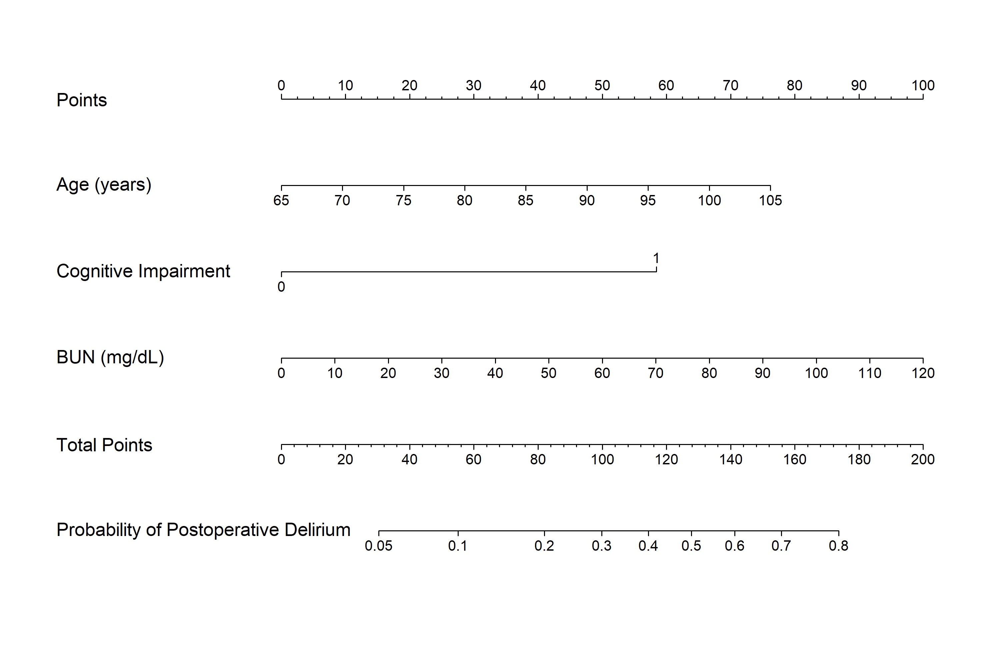 0 10 20 30 40 50 60 70 80 90 100
Points
Age (years)
65 70 75 80 85 90 95 100 105
1
Cognitive Impairment
0
BUN (mg/dL)
0 10 20 30 40 50 60 70 80 90 100 110 120
Total Points
0 20 40 60 80 100 120 140 160 180 200
Probability of Postoperative Delirium
0.05 0.1 0.2 0.3 0.4 0.5 0.6 0.7 0.8